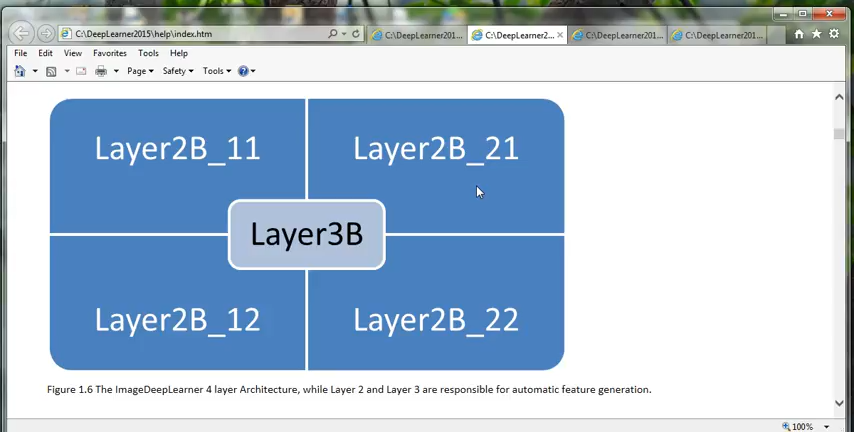 C:\DeepLearner2015\help\index.htm
C:\DeepLearner201...
C:\DeepLearner2...
C:\DeepLearner201...
C:\DeepLearner201...
File Edit View Favorites Tools Help
Page Safety Tools
Layer2B_11 Layer2B_21
Layer3B
Layer2B_12 Layer2B_22
Figure 1.6 The ImageDeepLearner 4 layer Architecture, while Layer 2 and Layer 3 are responsible for automatic feature generation.
100%